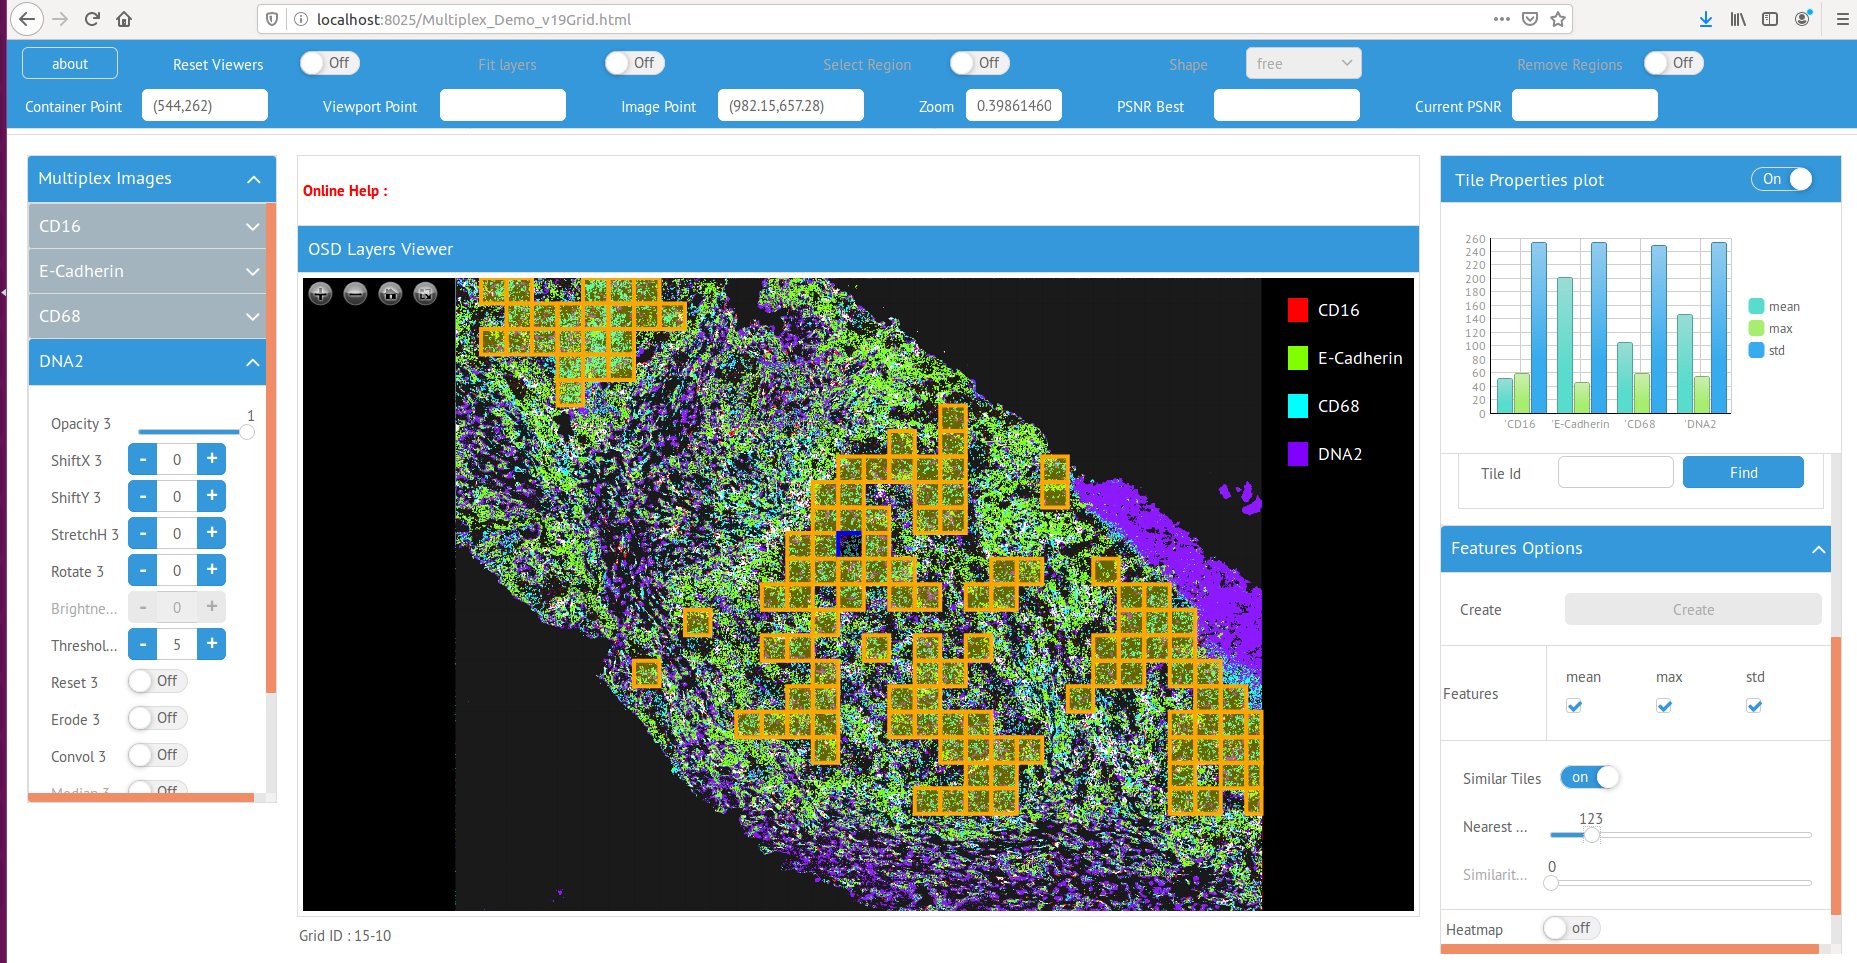 localhost:8025/Multiplex_Demo_v19Grid.html
about
Reset Viewers Off
Fit layers Off
Select Region Off
Shape free
Remove Regions Off
Container Point (544,262)
Viewport Point
Image Point (982.15,657.28)
Zoom 0.39861460
PSNR Best
Current PSNR
Multiplex Images
CD16
E-Cadherin
CD68
DNA2
Opacity 3 1
ShiftX 3 - 0 +
ShiftY 3 - 0 +
StretchH 3 - 0 +
Rotate 3 - 0 +
Brightne... - 0 +
Threshol... - 5 +
Reset 3 Off
Erode 3 Off
Convol 3 Off
Median 3 Off
Online Help :
OSD Layers Viewer
CD16
E-Cadherin
CD68
DNA2
Grid ID : 15-10
Tile Properties plot On
260
240
220
200
180
160
140
120
100
80
60
40
20
0
'CD16 'E-Cadherin 'CD68 'DNA2
mean
max
std
Tile Id Find
Features Options
Create Create
Features mean max std
Similar Tiles on
Nearest ... 123
Similarit... 0
Heatmap off